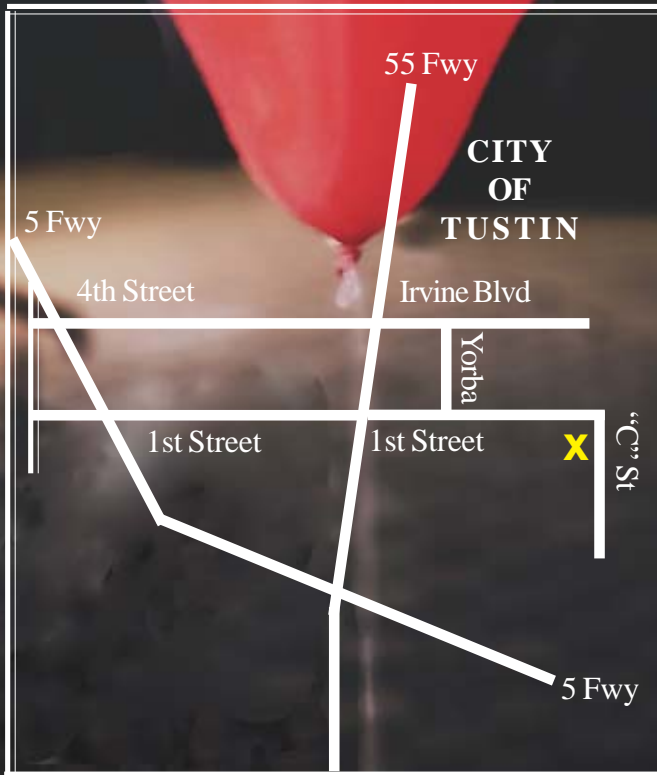 55 Fwy
CITY
OF
TUSTIN
5 Fwy
4th Street
Irvine Blvd
Yorba
1st Street
1st Street
X
“C” St
5 Fwy